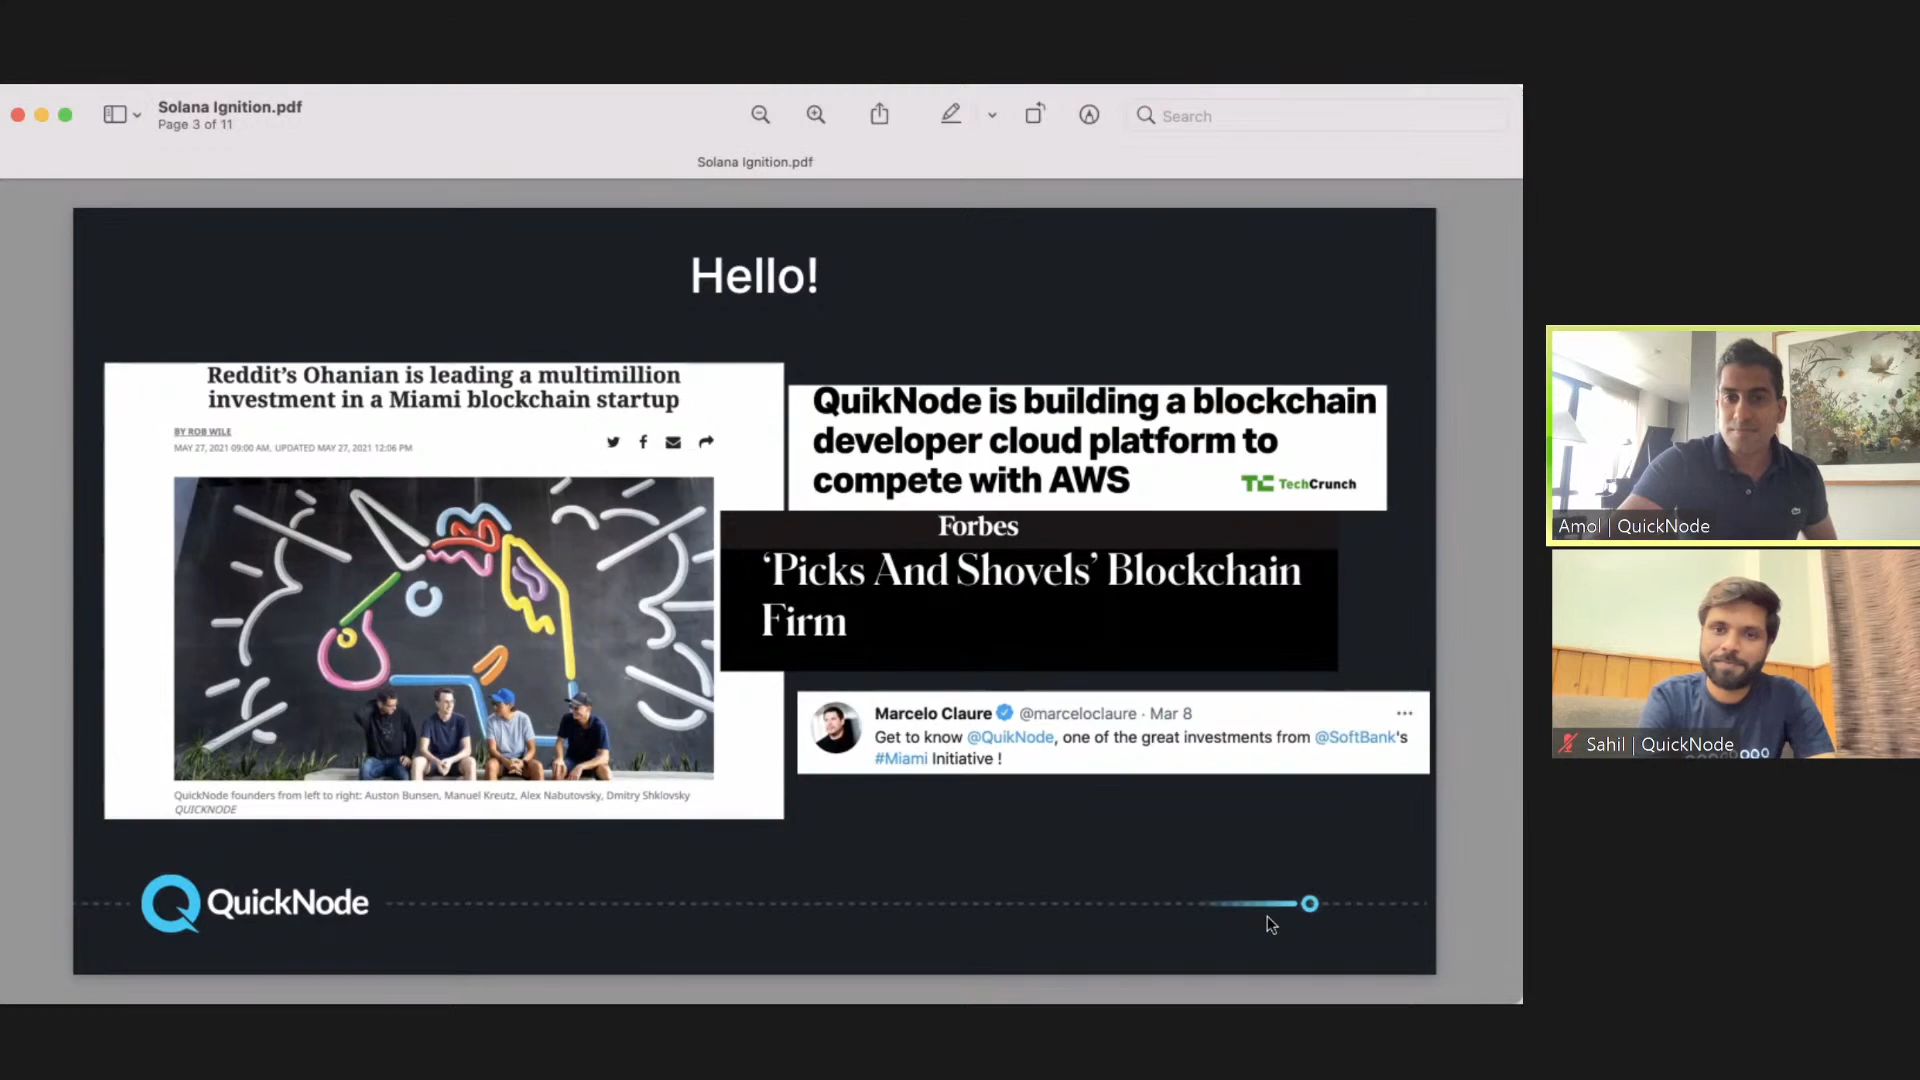 Solana Ignition.pdf
Page 3 of 11
Search
Solana Ignition.pdf
Hello!
Reddit's Ohanian is leading a multimillion
investment in a Miami blockchain startup
BY ROB WILE
MAY 27, 2021 09:00 AM, UPDATED MAY 27, 2021 12:06 PM
QuickNode founders from left to right: Auston Bunsen, Manuel Kreutz, Alex Nabutovsky, Dmitry Shklovsky
QUICKNODE
QuikNode is building a blockchain
developer cloud platform to
compete with AWS
TechCrunch
Forbes
‘Picks And Shovels’ Blockchain
Firm
Marcelo Claure @marceloclaure · Mar 8
Get to know @QuikNode, one of the great investments from @SoftBank's
#Miami Initiative !
QuickNode
Amol | QuickNode
Sahil | QuickNode